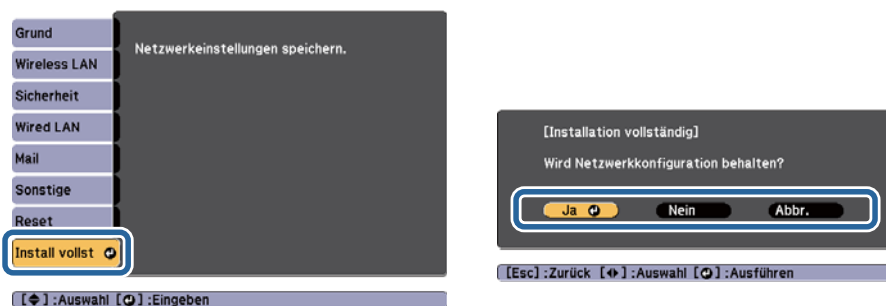 Grund
Wireless LAN
Sicherheit
Wired LAN
Mail
Sonstige
Reset
Install vollst
Netzwerkeinstellungen speichern.
[ ] :Auswahl [ ] :Eingeben
[Installation vollständig]
Wird Netzwerkkonfiguration behalten?
Ja Nein Abbr.
[Esc] :Zurück [ ] :Auswahl [ ] :Ausführen